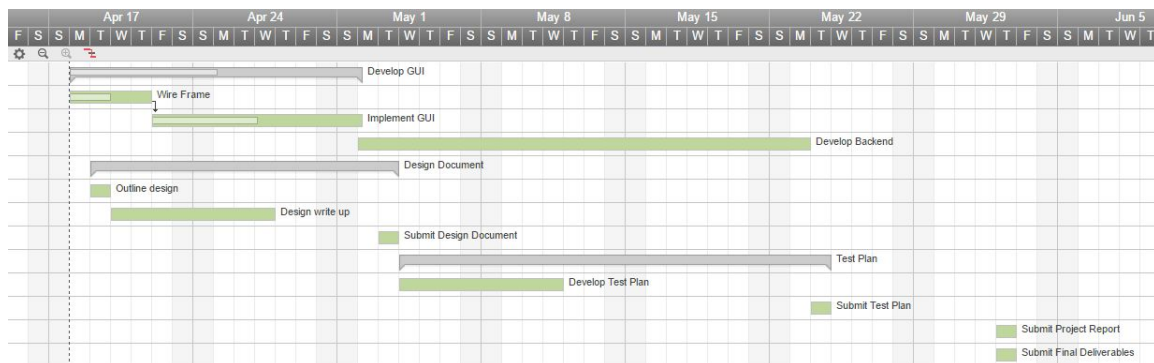 Apr 17 Apr 24 May 1 May 8 May 15 May 22 May 29 Jun 5
F S S M T W T F S S M T W T F S S M T W T F S S M T W T F S S M T W T F S S M T W T F S S M T W T F S S M T W T
Develop GUI
Wire Frame
Implement GUI
Develop Backend
Design Document
Outline design
Design write up
Submit Design Document
Test Plan
Develop Test Plan
Submit Test Plan
Submit Project Report
Submit Final Deliverables